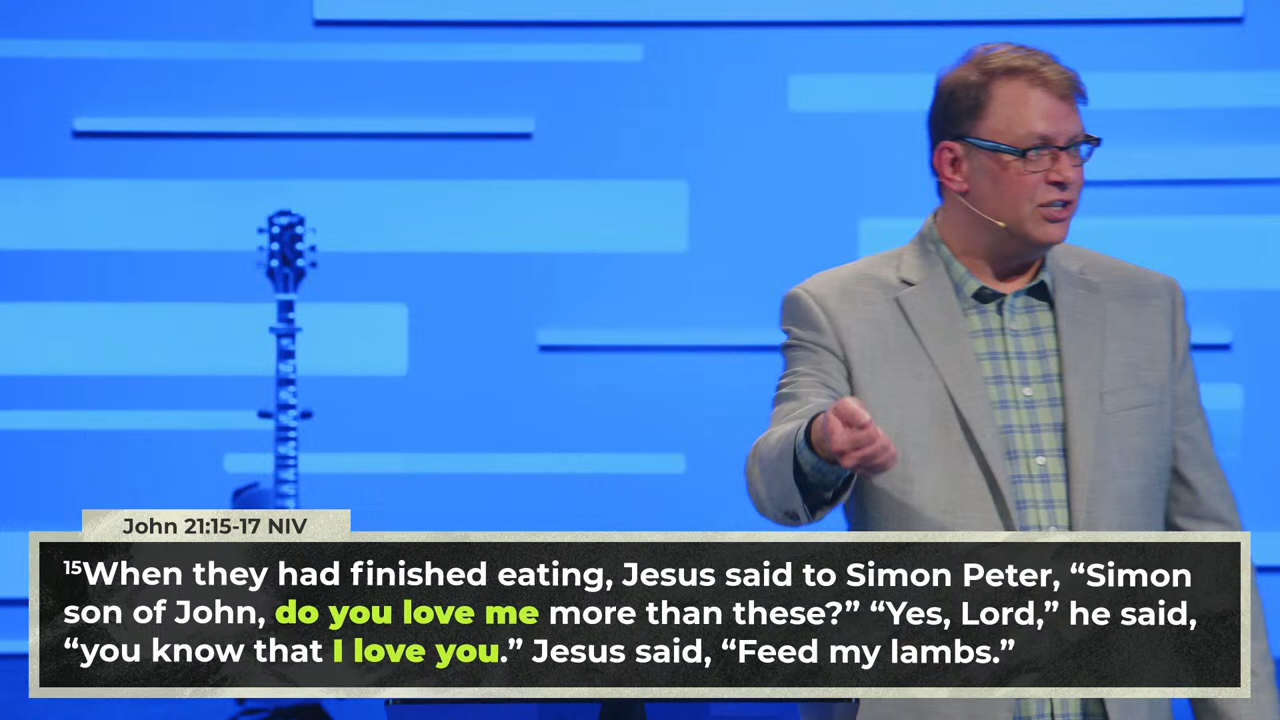 John 21:15-17 NIV
¹⁵When they had finished eating, Jesus said to Simon Peter, “Simon
son of John, do you love me more than these?” “Yes, Lord,” he said,
“you know that I love you.” Jesus said, “Feed my lambs.”